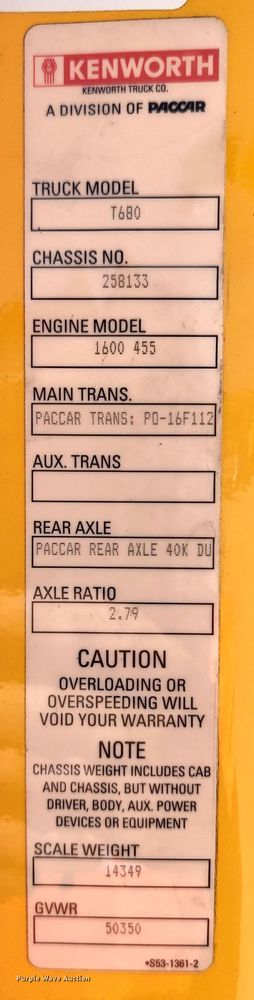 KENWORTH
KENWORTH TRUCK CO.
A DIVISION OF PACCAR
TRUCK MODEL
T680
CHASSIS NO.
258133
ENGINE MODEL
1600 455
MAIN TRANS.
PACCAR TRANS: PO-16F112
AUX. TRANS
REAR AXLE
PACCAR REAR AXLE 40K DU
AXLE RATIO
2.79
CAUTION
OVERLOADING OR
OVERSPEEDING WILL
VOID YOUR WARRANTY
NOTE
CHASSIS WEIGHT INCLUDES CAB
AND CHASSIS, BUT WITHOUT
DRIVER, BODY, AUX. POWER
DEVICES OR EQUIPMENT
SCALE WEIGHT
14349
GVWR
50350
•S53-1361-2
Purple Wave Auction